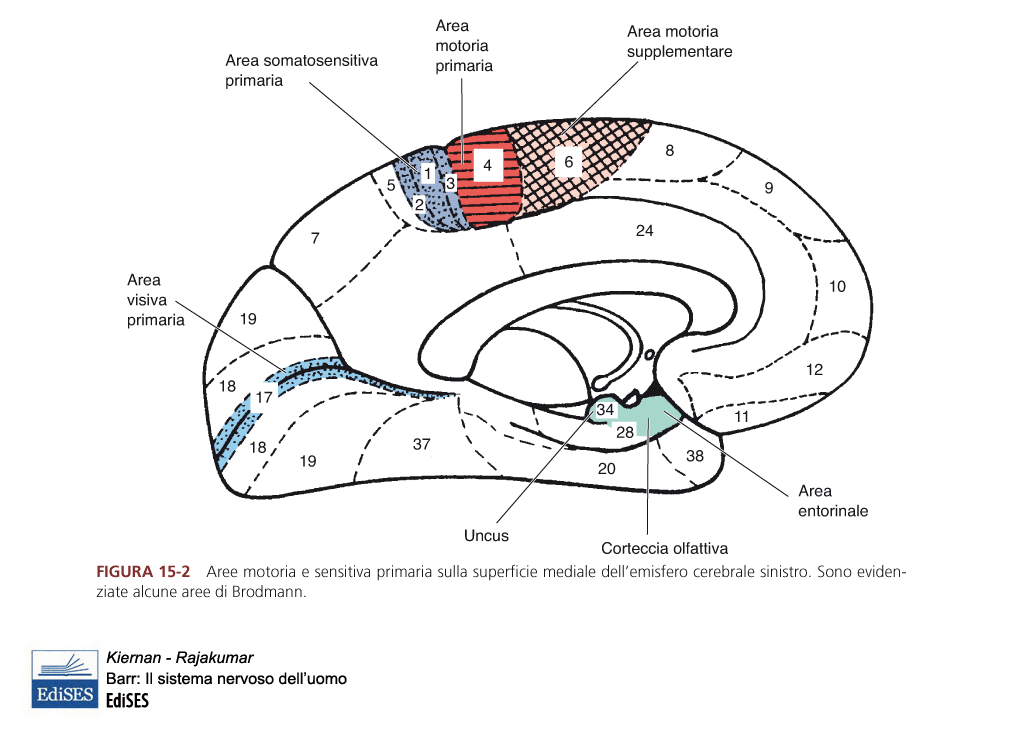 Area
motoria
primaria
Area motoria
supplementare
Area somatosensitiva
primaria
8
4
6
1
3
5
2
9
7
24
10
Area
visiva
primaria
19
18
17
12
34
11
28
18
37
19
20
38
Area
entorinale
Uncus
Corteccia olfattiva
FIGURA 15-2 Aree motoria e sensitiva primaria sulla superficie mediale dell'emisfero cerebrale sinistro. Sono eviden-
ziate alcune aree di Brodmann.
Kiernan - Rajakumar
Barr: Il sistema nervoso dell'uomo
EdiSES
EdiSES